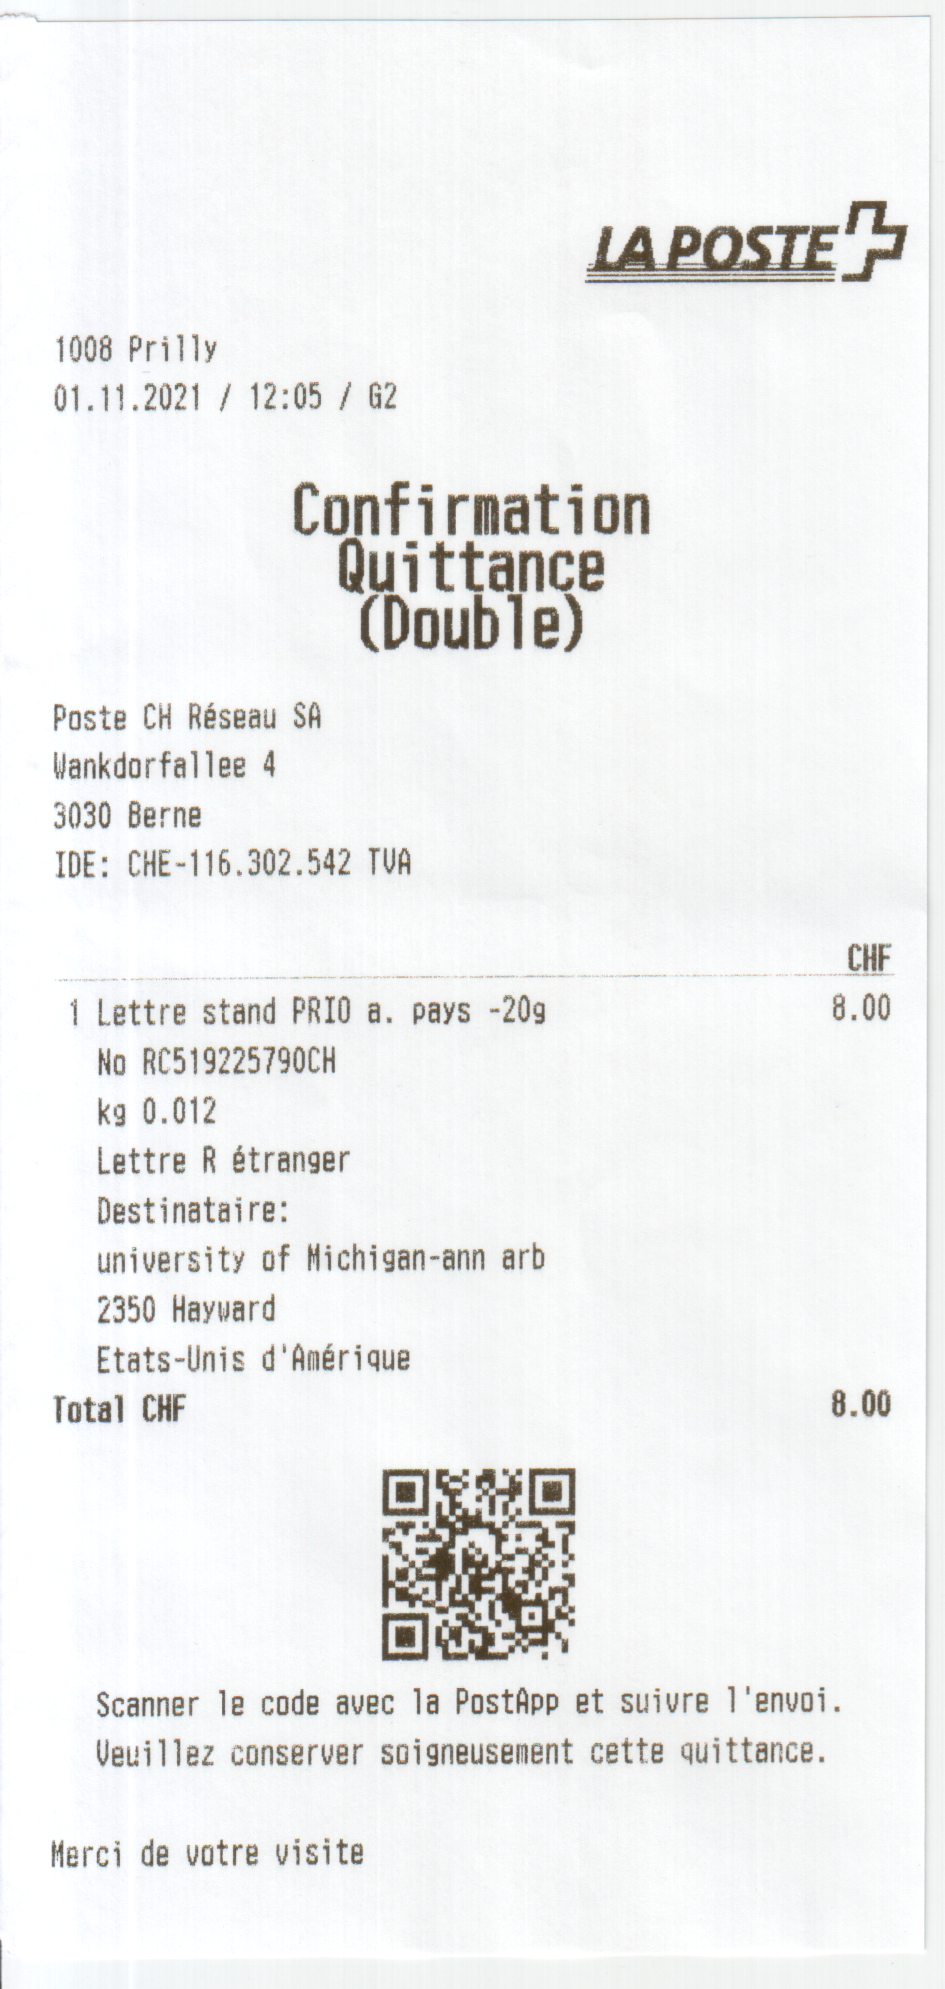 LA POSTE
1008 Prilly
01.11.2021 / 12:05 / G2
Confirmation
Quittance
(Double)
Poste CH Réseau SA
Wankdorfallee 4
3030 Berne
IDE: CHE-116.302.542 TVA
CHF
1 Lettre stand PRIO a. pays -20g 8.00
No RC519225790CH
kg 0.012
Lettre R étranger
Destinataire:
university of Michigan-ann arb
2350 Hayward
Etats-Unis d'Amérique
Total CHF 8.00
Scanner le code avec la PostApp et suivre l'envoi.
Veuillez conserver soigneusement cette quittance.
Merci de votre visite